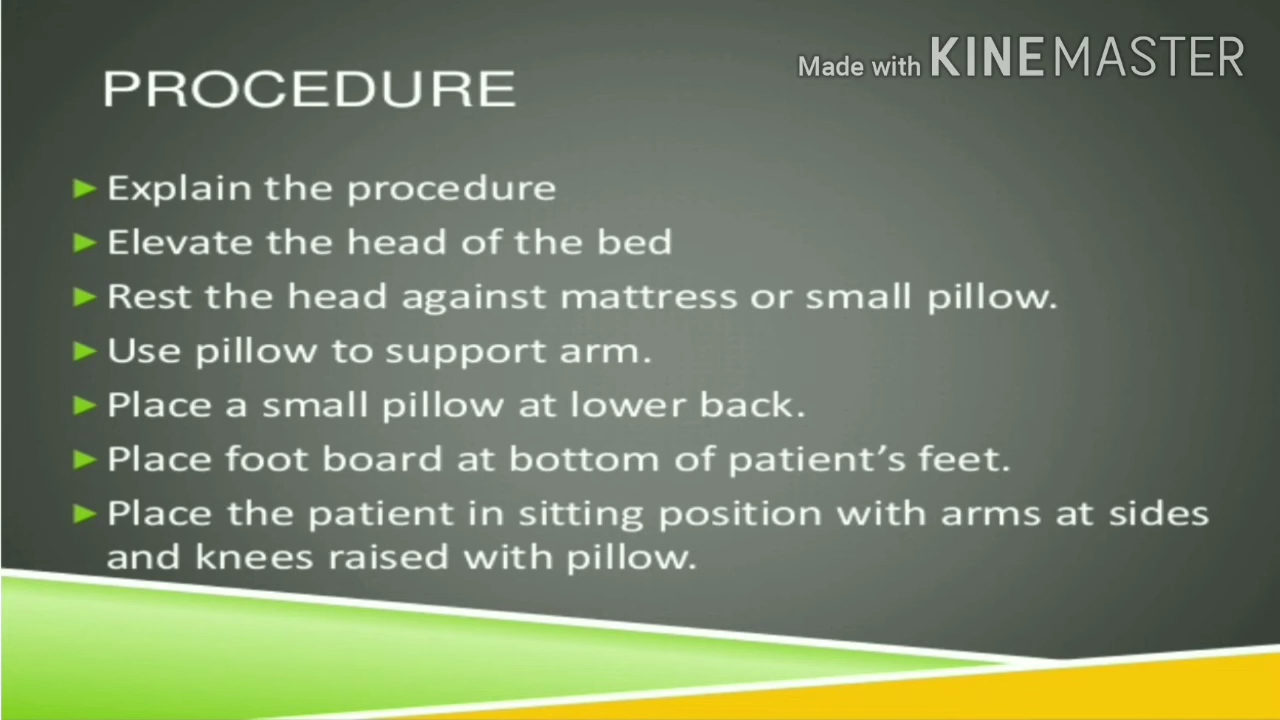 Made with KINEMASTER
PROCEDURE
Explain the procedure
Elevate the head of the bed
Rest the head against mattress or small pillow.
Use pillow to support arm.
Place a small pillow at lower back.
Place foot board at bottom of patient’s feet.
Place the patient in sitting position with arms at sides
and knees raised with pillow.